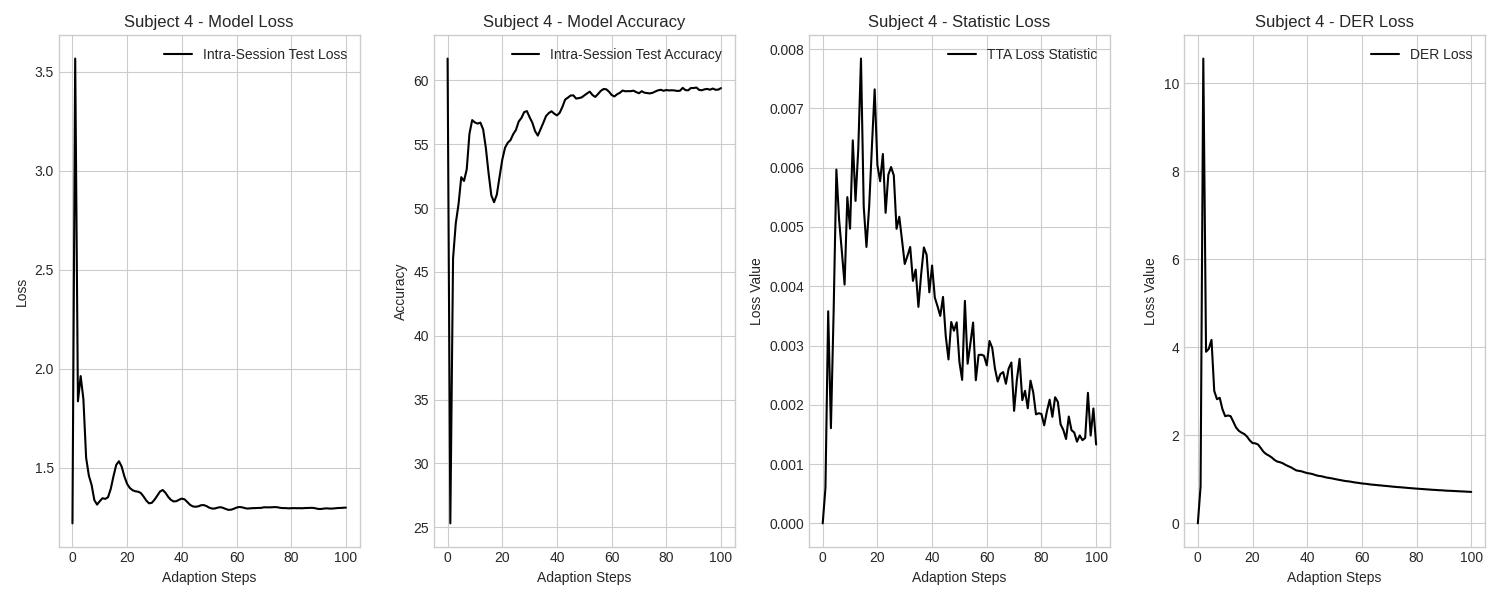 Subject 4 - Model Loss
Intra-Session Test Loss
3.5
3.0
2.5
2.0
1.5
Loss
0 20 40 60 80 100
Adaption Steps
Subject 4 - Model Accuracy
Intra-Session Test Accuracy
60
55
50
45
40
35
30
25
Accuracy
0 20 40 60 80 100
Adaption Steps
Subject 4 - Statistic Loss
TTA Loss Statistic
0.008
0.007
0.006
0.005
0.004
0.003
0.002
0.001
0.000
Loss Value
0 20 40 60 80 100
Adaption Steps
Subject 4 - DER Loss
DER Loss
10
8
6
4
2
0
Loss Value
0 20 40 60 80 100
Adaption Steps